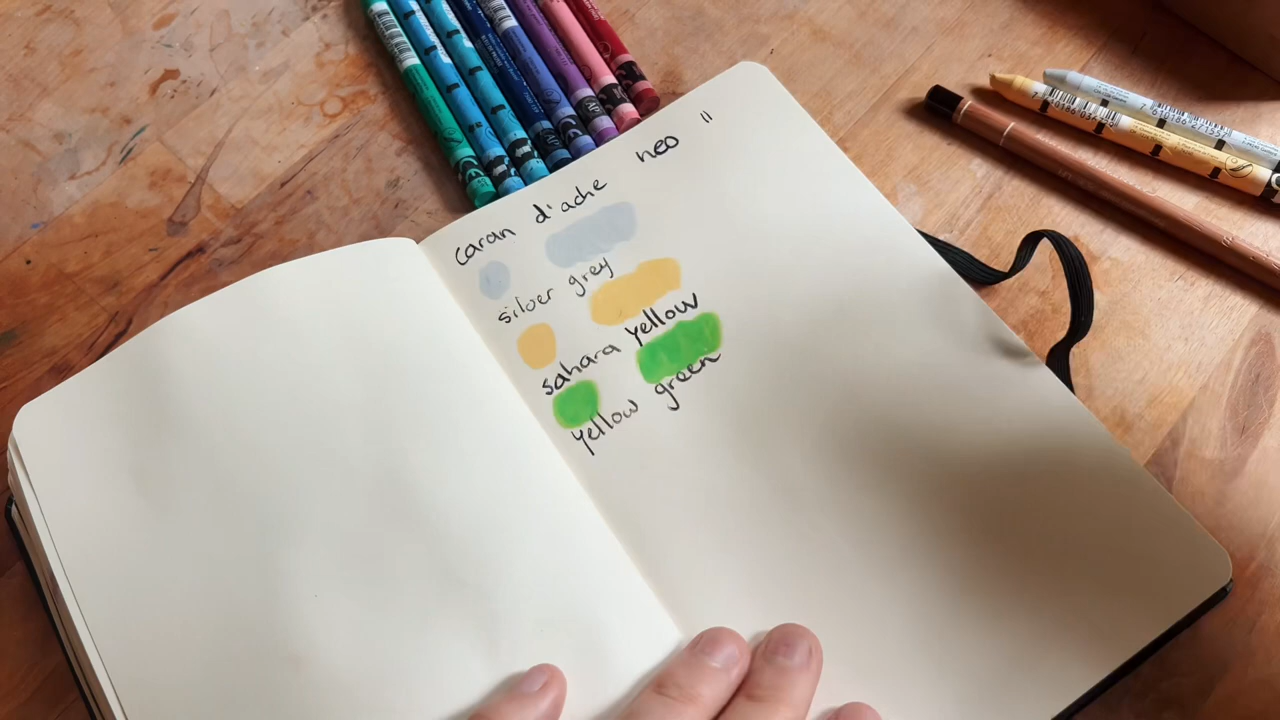 caran d'ache neo II
silver grey
sahara yellow
yellow green